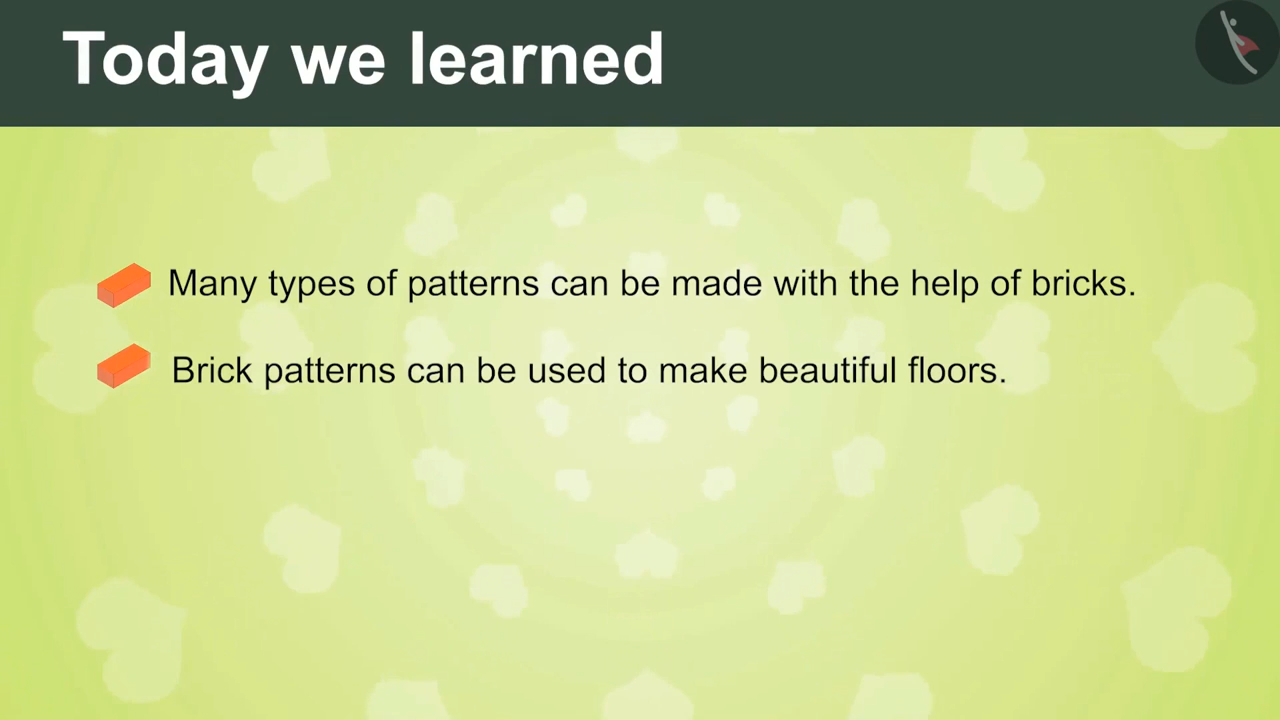 Today we learned
Many types of patterns can be made with the help of bricks.
Brick patterns can be used to make beautiful floors.